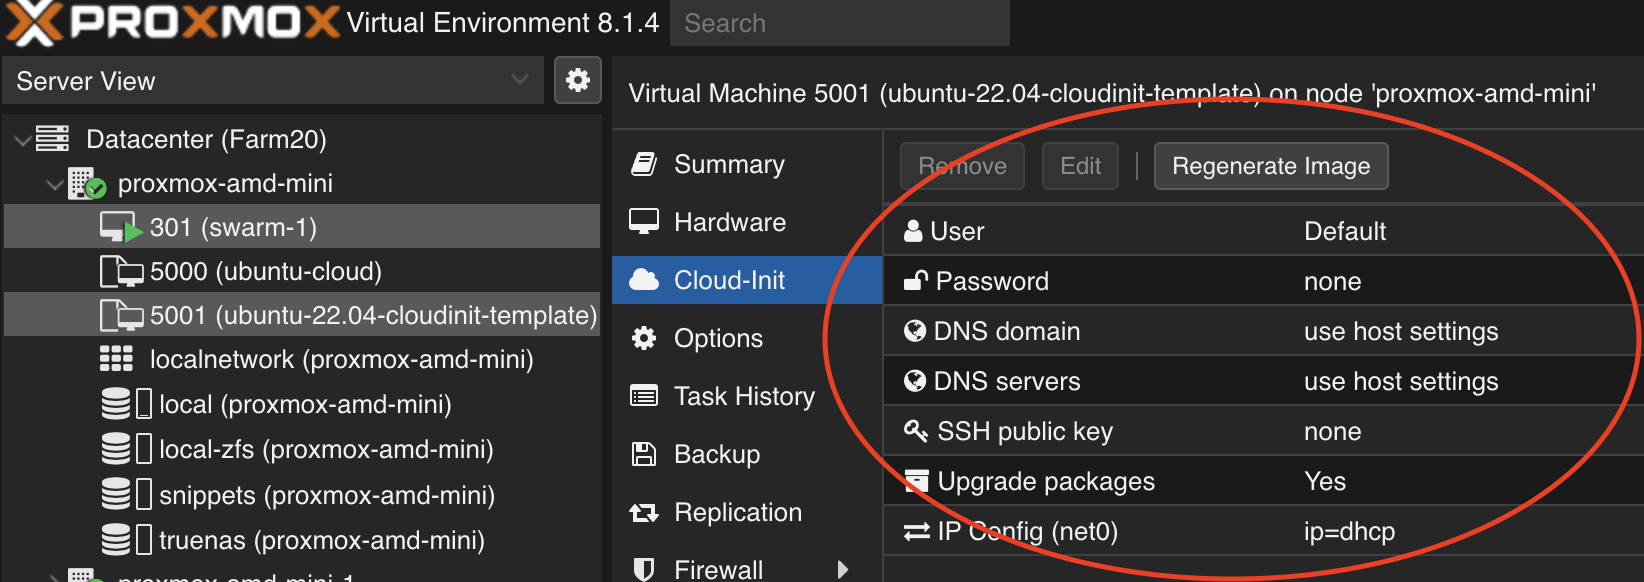 PROXMOX Virtual Environment 8.1.4 Search
Server View
Virtual Machine 5001 (ubuntu-22.04-cloudinit-template) on node 'proxmox-amd-mini'
Datacenter (Farm20)
proxmox-amd-mini
301 (swarm-1)
5000 (ubuntu-cloud)
5001 (ubuntu-22.04-cloudinit-template)
localnetwork (proxmox-amd-mini)
local (proxmox-amd-mini)
local-zfs (proxmox-amd-mini)
snippets (proxmox-amd-mini)
truenas (proxmox-amd-mini)
proxmox-amd-mini-1
Summary
Hardware
Cloud-Init
Options
Task History
Backup
Replication
Firewall
Remove Edit Regenerate Image
User Default
Password none
DNS domain use host settings
DNS servers use host settings
SSH public key none
Upgrade packages Yes
IP Config (net0) ip=dhcp